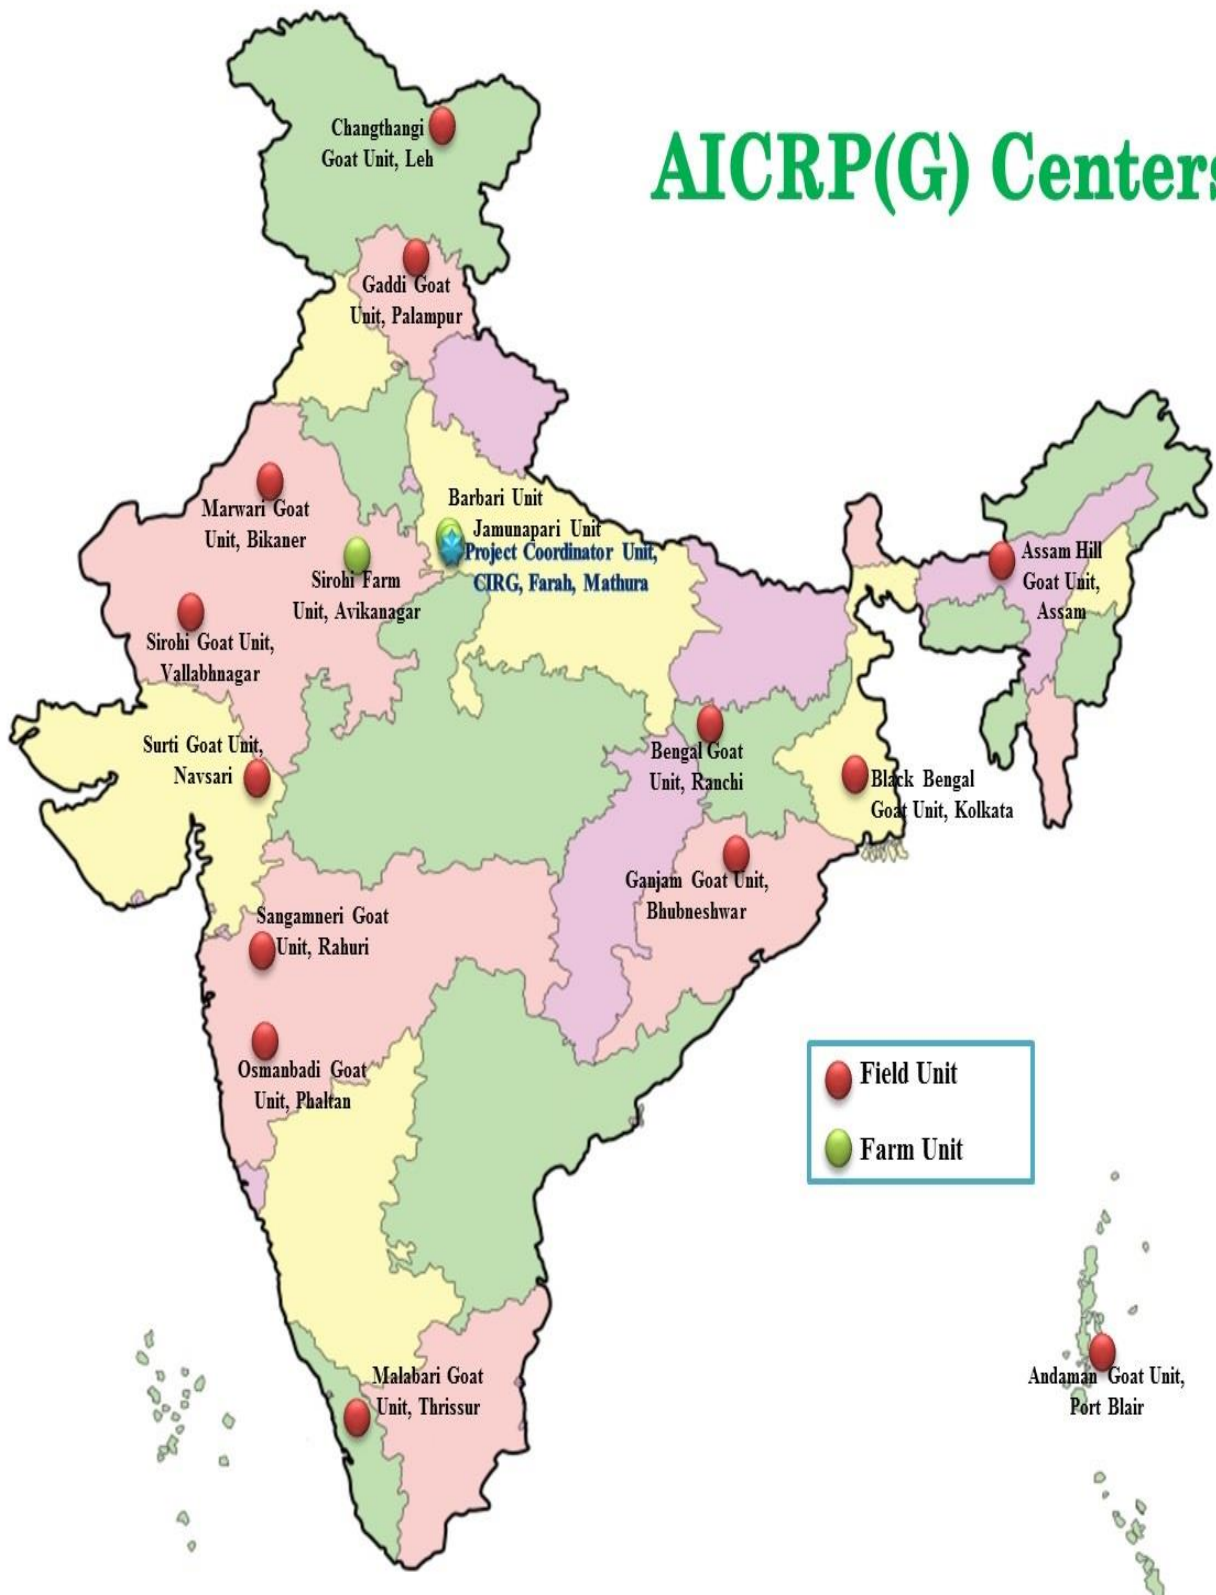 AICRP(G) Centers
Changthangi
Goat Unit, Leh
Gaddi Goat
Unit, Palampur
Marwari Goat
Unit, Bikaner
Barbari Unit
Jamunapari Unit
Project Coordinator Unit,
CIRG, Farah, Mathura
Sirohi Farm
Unit, Avikanagar
Assam Hill
Goat Unit,
Assam
Sirohi Goat Unit,
Vallabhnagar
Surti Goat Unit,
Navsari
Bengal Goat
Unit, Ranchi
Black Bengal
Goat Unit, Kolkata
Ganjam Goat Unit,
Bhubneshwar
Sangamneri Goat
Unit, Rahuri
Osmanbadi Goat
Unit, Phaltan
Field Unit
Farm Unit
Malabari Goat
Unit, Thrissur
Andaman Goat Unit,
Port Blair